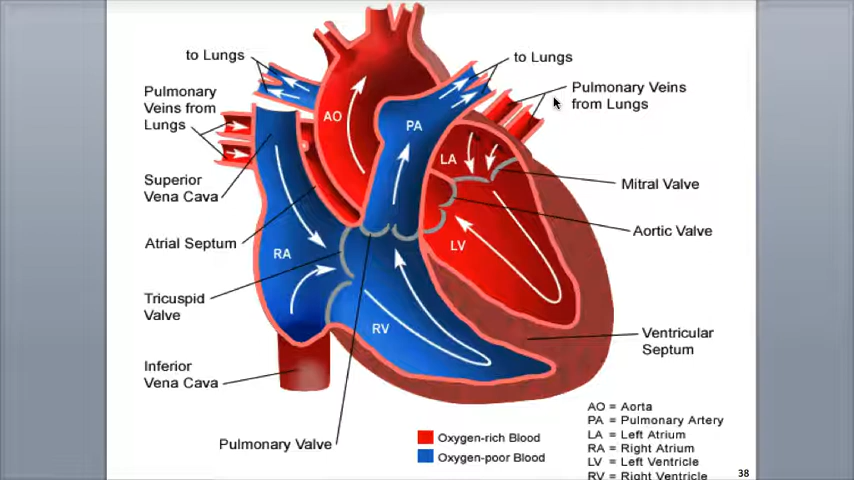 to Lungs
to Lungs
Pulmonary
Veins from
Lungs
Pulmonary Veins
from Lungs
AO
PA
LA
Superior
Vena Cava
Mitral Valve
Aortic Valve
Atrial Septum
RA
LV
Tricuspid
Valve
RV
Ventricular
Septum
Inferior
Vena Cava
Pulmonary Valve
Oxygen-rich Blood
Oxygen-poor Blood
AO = Aorta
PA = Pulmonary Artery
LA = Left Atrium
RA = Right Atrium
LV = Left Ventricle
RV = Right Ventricle
38